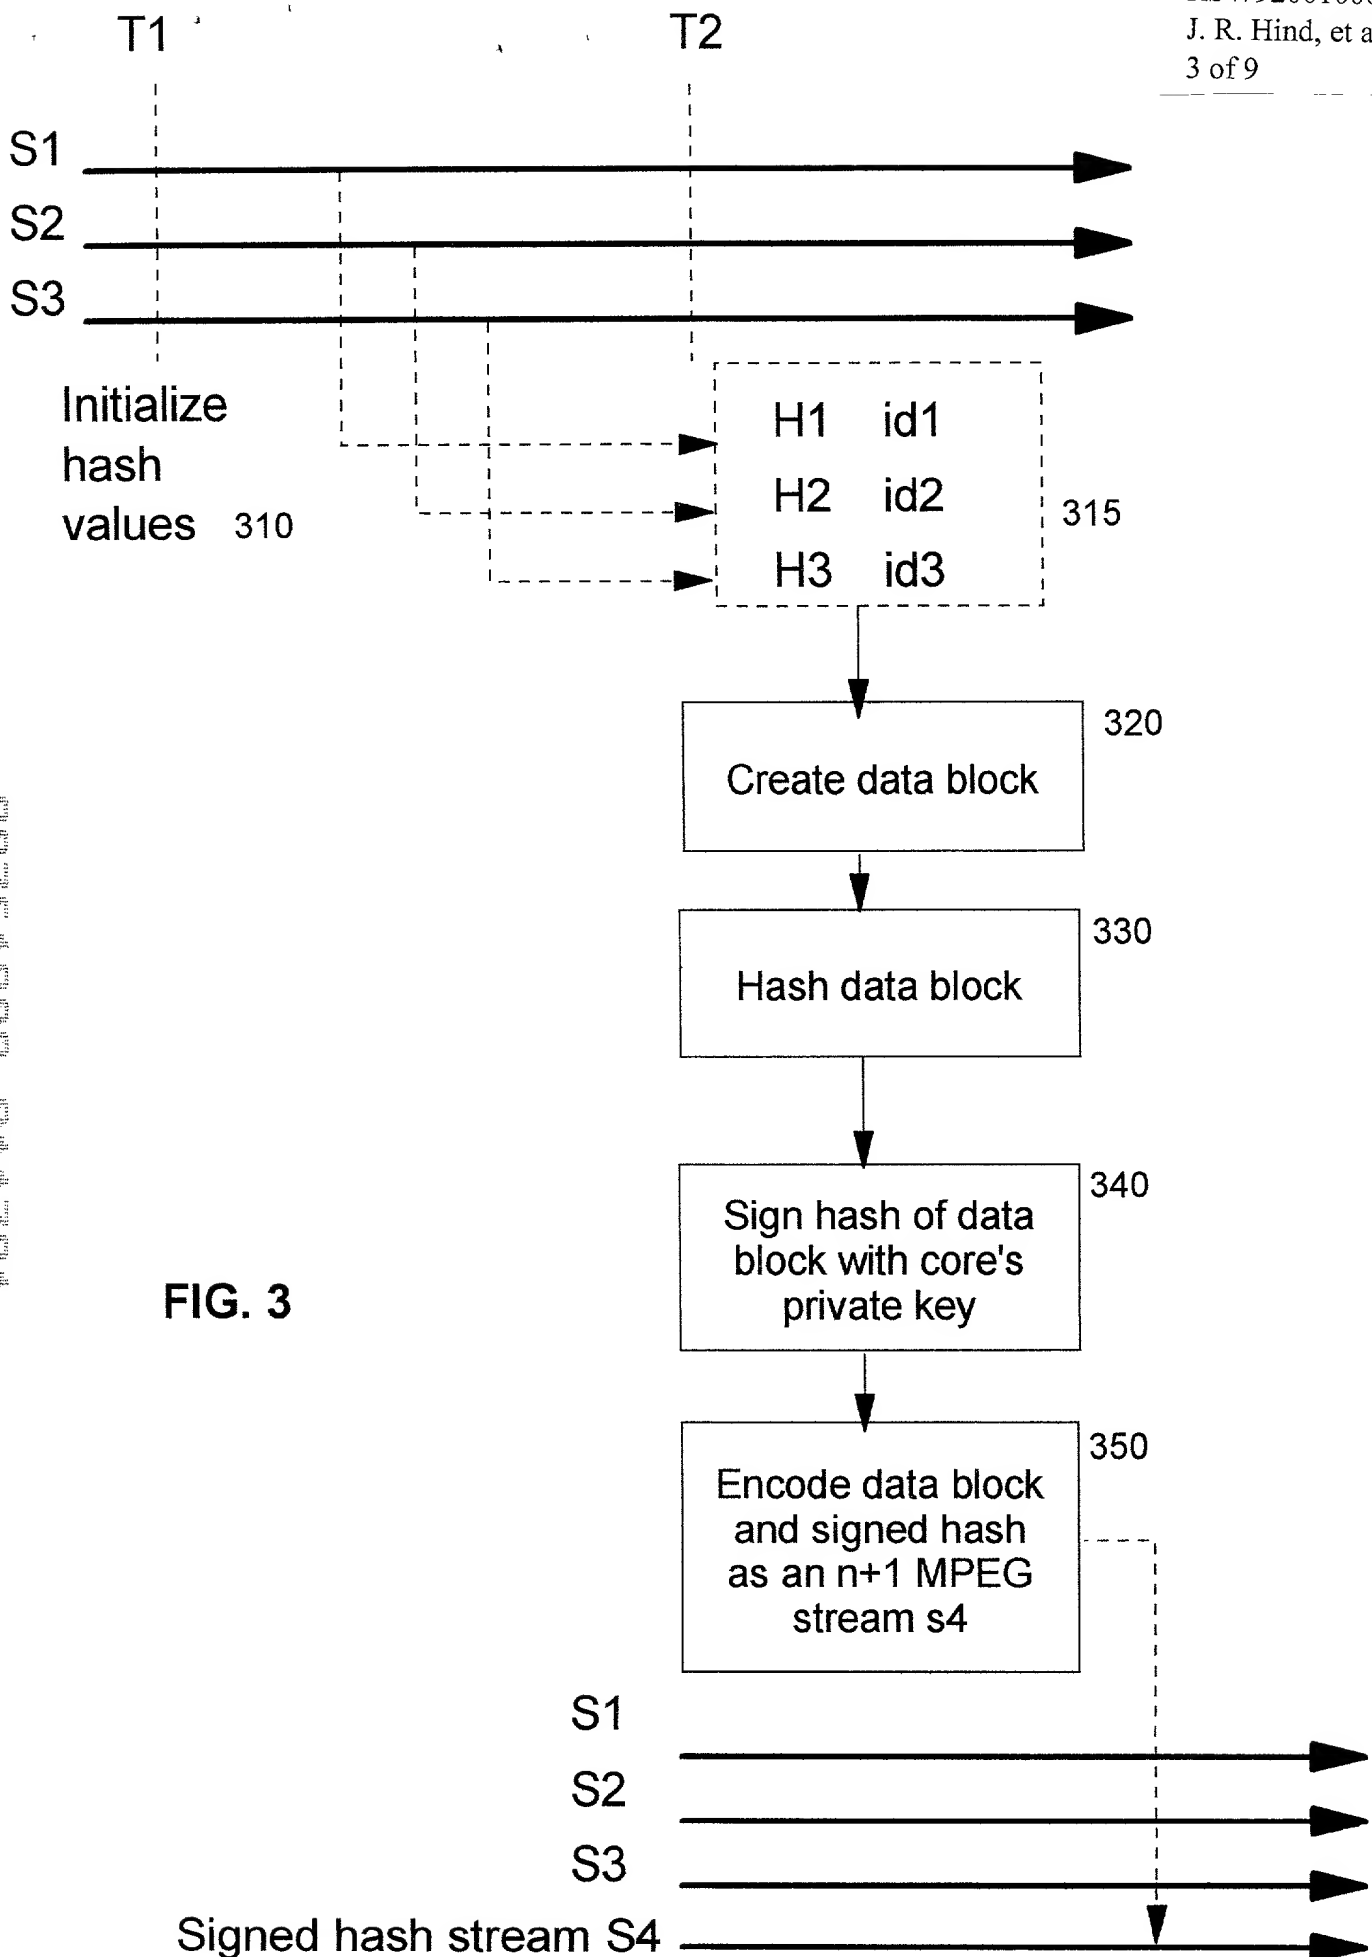 J. R. Hind, et a
3 of 9
T1 T2
S1
S2
S3
Initialize
hash
values 310
H1 id1
H2 id2
H3 id3
315
320
Create data block
330
Hash data block
340
Sign hash of data
block with core's
private key
FIG. 3
350
Encode data block
and signed hash
as an n+1 MPEG
stream s4
S1
S2
S3
Signed hash stream S4